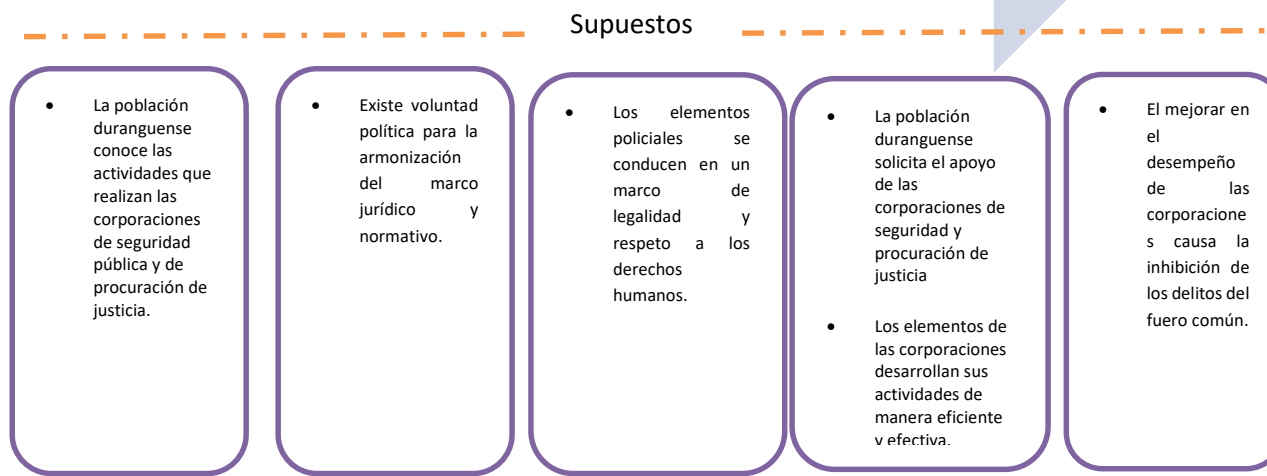 Supuestos
• La población
duranguense
conoce las
actividades que
realizan las
corporaciones
de seguridad
pública y de
procuración de
justicia.
• Existe voluntad
política para la
armonización
del marco
jurídico y
normativo.
• Los elementos
policiales se
conducen en un
marco de
legalidad y
respeto a los
derechos
humanos.
• La población
duranguense
solicita el apoyo
de las
corporaciones de
seguridad y
procuración de
justicia
• Los elementos de
las corporaciones
desarrollan sus
actividades de
manera eficiente
y efectiva.
• El mejorar en
el
desempeño
de las
corporacione
s causa la
inhibición de
los delitos del
fuero común.